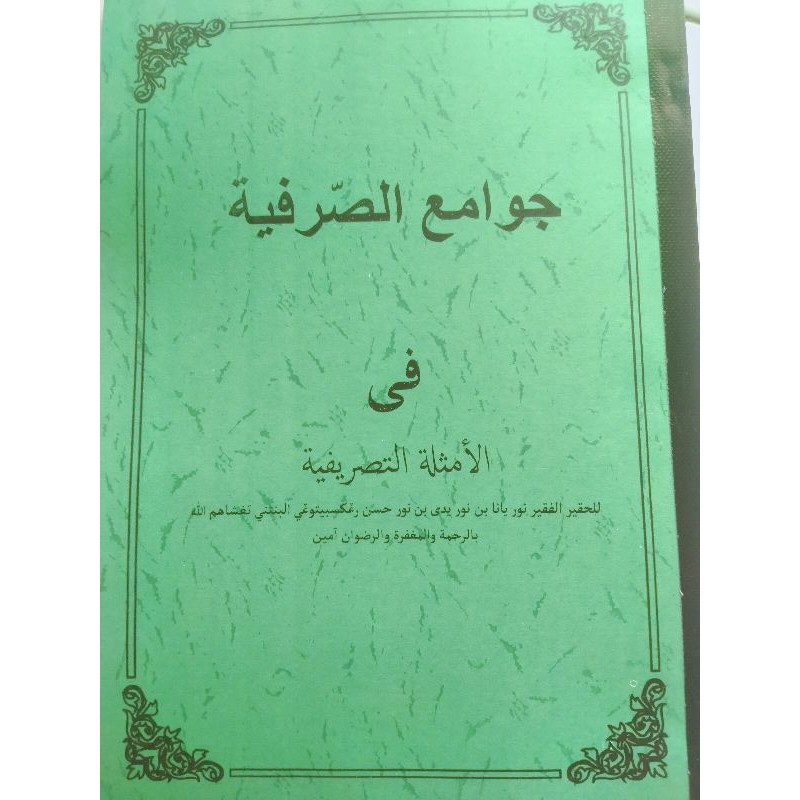 جوامع الصّرفية
فى
الأمثلة التصريفية
للحقير الفقير نور يانا بن نور يدى بن نور حسن رڠكسبيتوڠي البنتني تغشاهم الله
بالرحمة والمغفرة والرضوان آمين